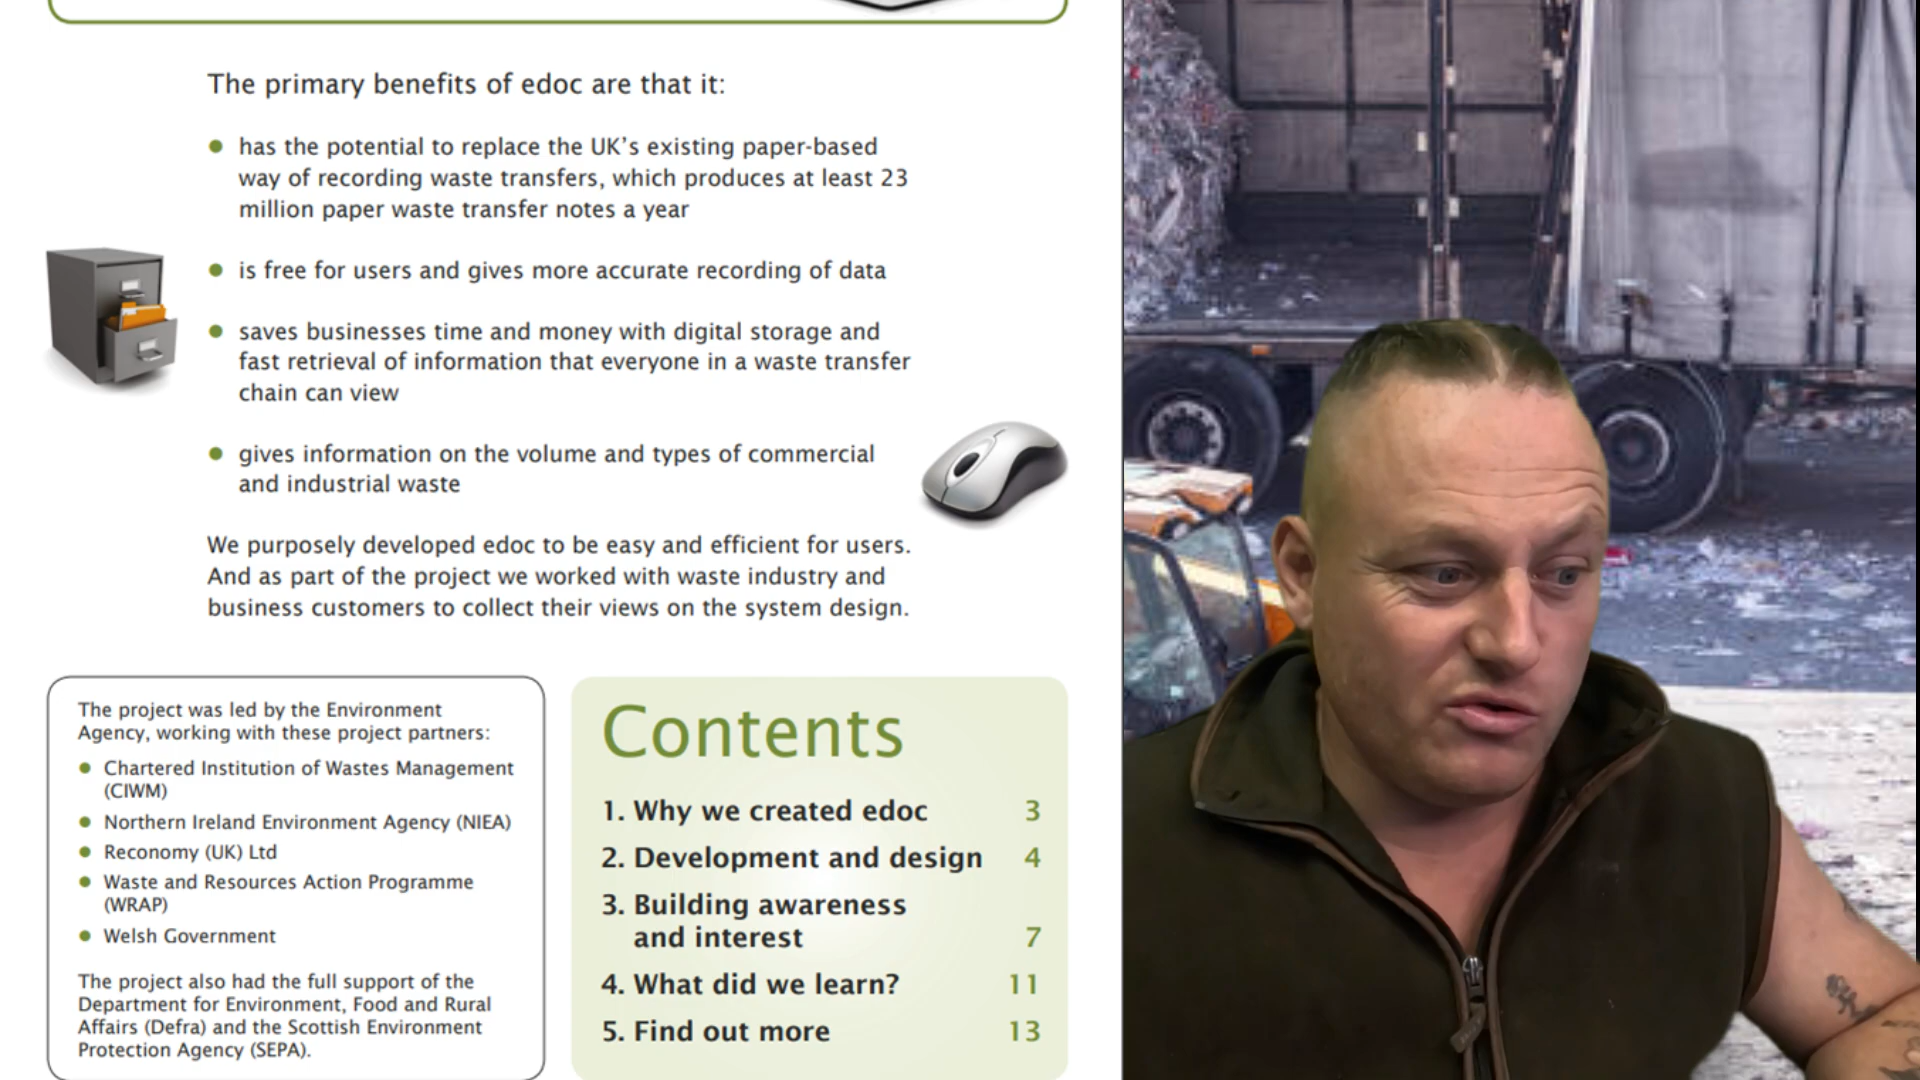 The primary benefits of edoc are that it:
has the potential to replace the UK's existing paper-based
way of recording waste transfers, which produces at least 23
million paper waste transfer notes a year
is free for users and gives more accurate recording of data
saves businesses time and money with digital storage and
fast retrieval of information that everyone in a waste transfer
chain can view
gives information on the volume and types of commercial
and industrial waste
We purposely developed edoc to be easy and efficient for users.
And as part of the project we worked with waste industry and
business customers to collect their views on the system design.
The project was led by the Environment
Agency, working with these project partners:
Chartered Institution of Wastes Management
(CIWM)
Northern Ireland Environment Agency (NIEA)
Reconomy (UK) Ltd
Waste and Resources Action Programme
(WRAP)
Welsh Government
The project also had the full support of the
Department for Environment, Food and Rural
Affairs (Defra) and the Scottish Environment
Protection Agency (SEPA).
Contents
1. Why we created edoc 3
2. Development and design 4
3. Building awareness
and interest 7
4. What did we learn? 11
5. Find out more 13